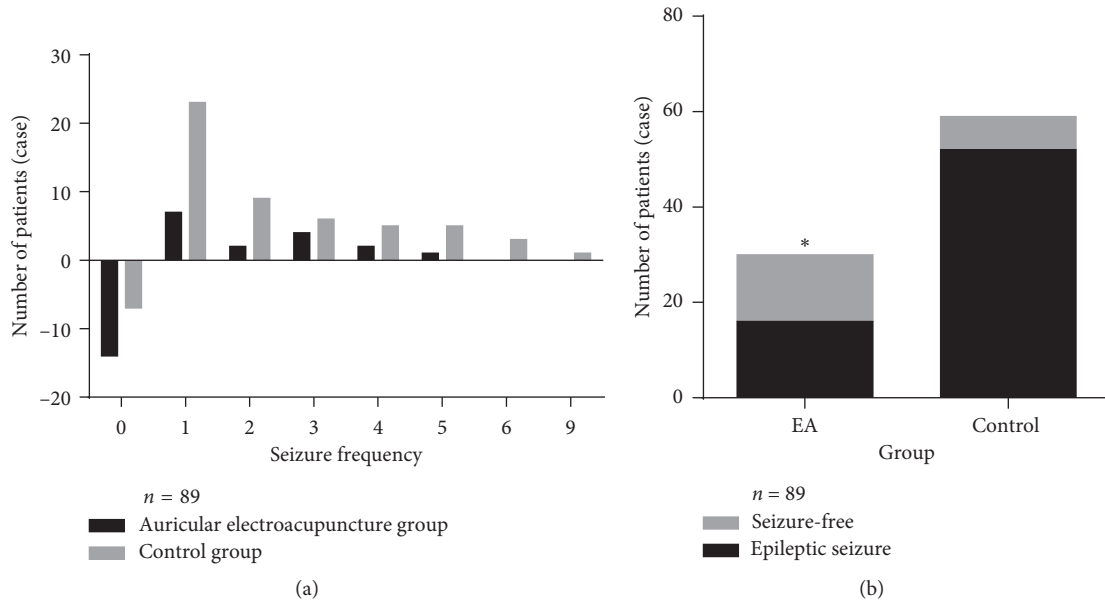 30
20
10
0
–10
–20
Number of patients (case)
0 1 2 3 4 5 6 9
Seizure frequency
n = 89
Auricular electroacupuncture group
Control group
(a)
80
60
40
20
0
Number of patients (case)
*
EA Control
Group
n = 89
Seizure-free
Epileptic seizure
(b)